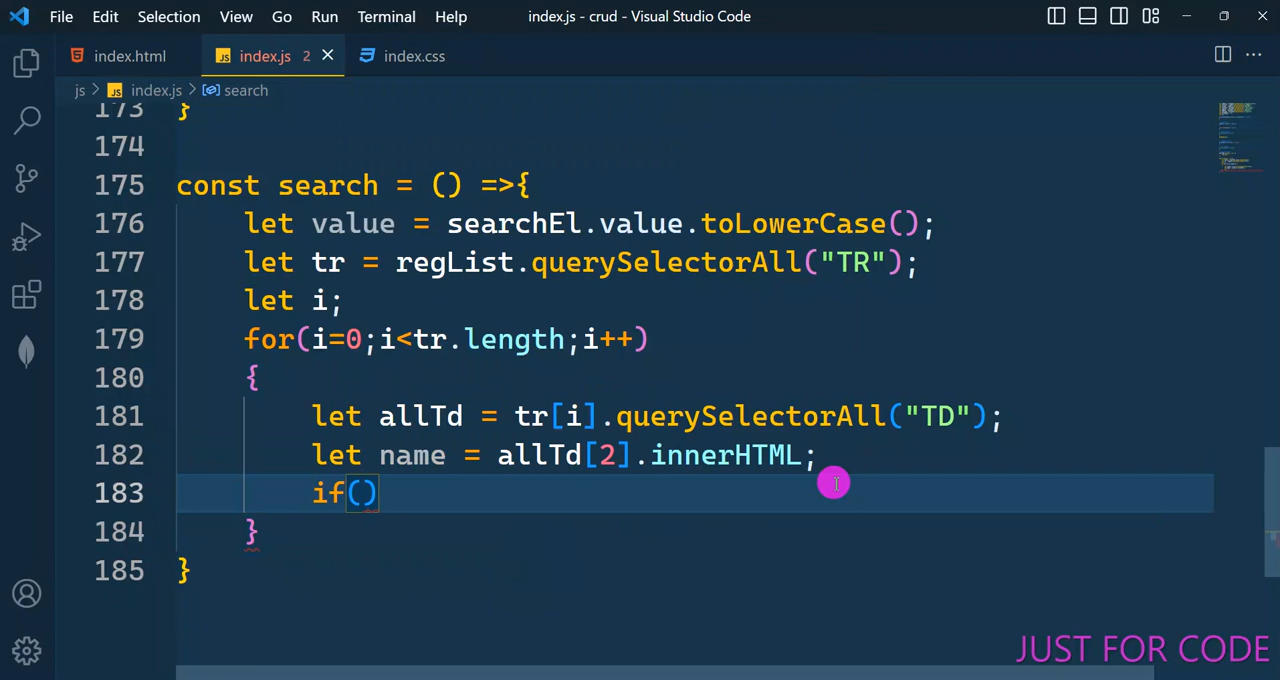 File Edit Selection View Go Run Terminal Help index.js - crud - Visual Studio Code
index.html JS index.js 2 index.css
js > JS index.js > search
173 }
174
175 const search = () =>{
176 let value = searchEl.value.toLowerCase();
177 let tr = regList.querySelectorAll("TR");
178 let i;
179 for(i=0;i<tr.length;i++)
180 {
181 let allTd = tr[i].querySelectorAll("TD");
182 let name = allTd[2].innerHTML;
183 if()
184 }
185 }
JUST FOR CODE